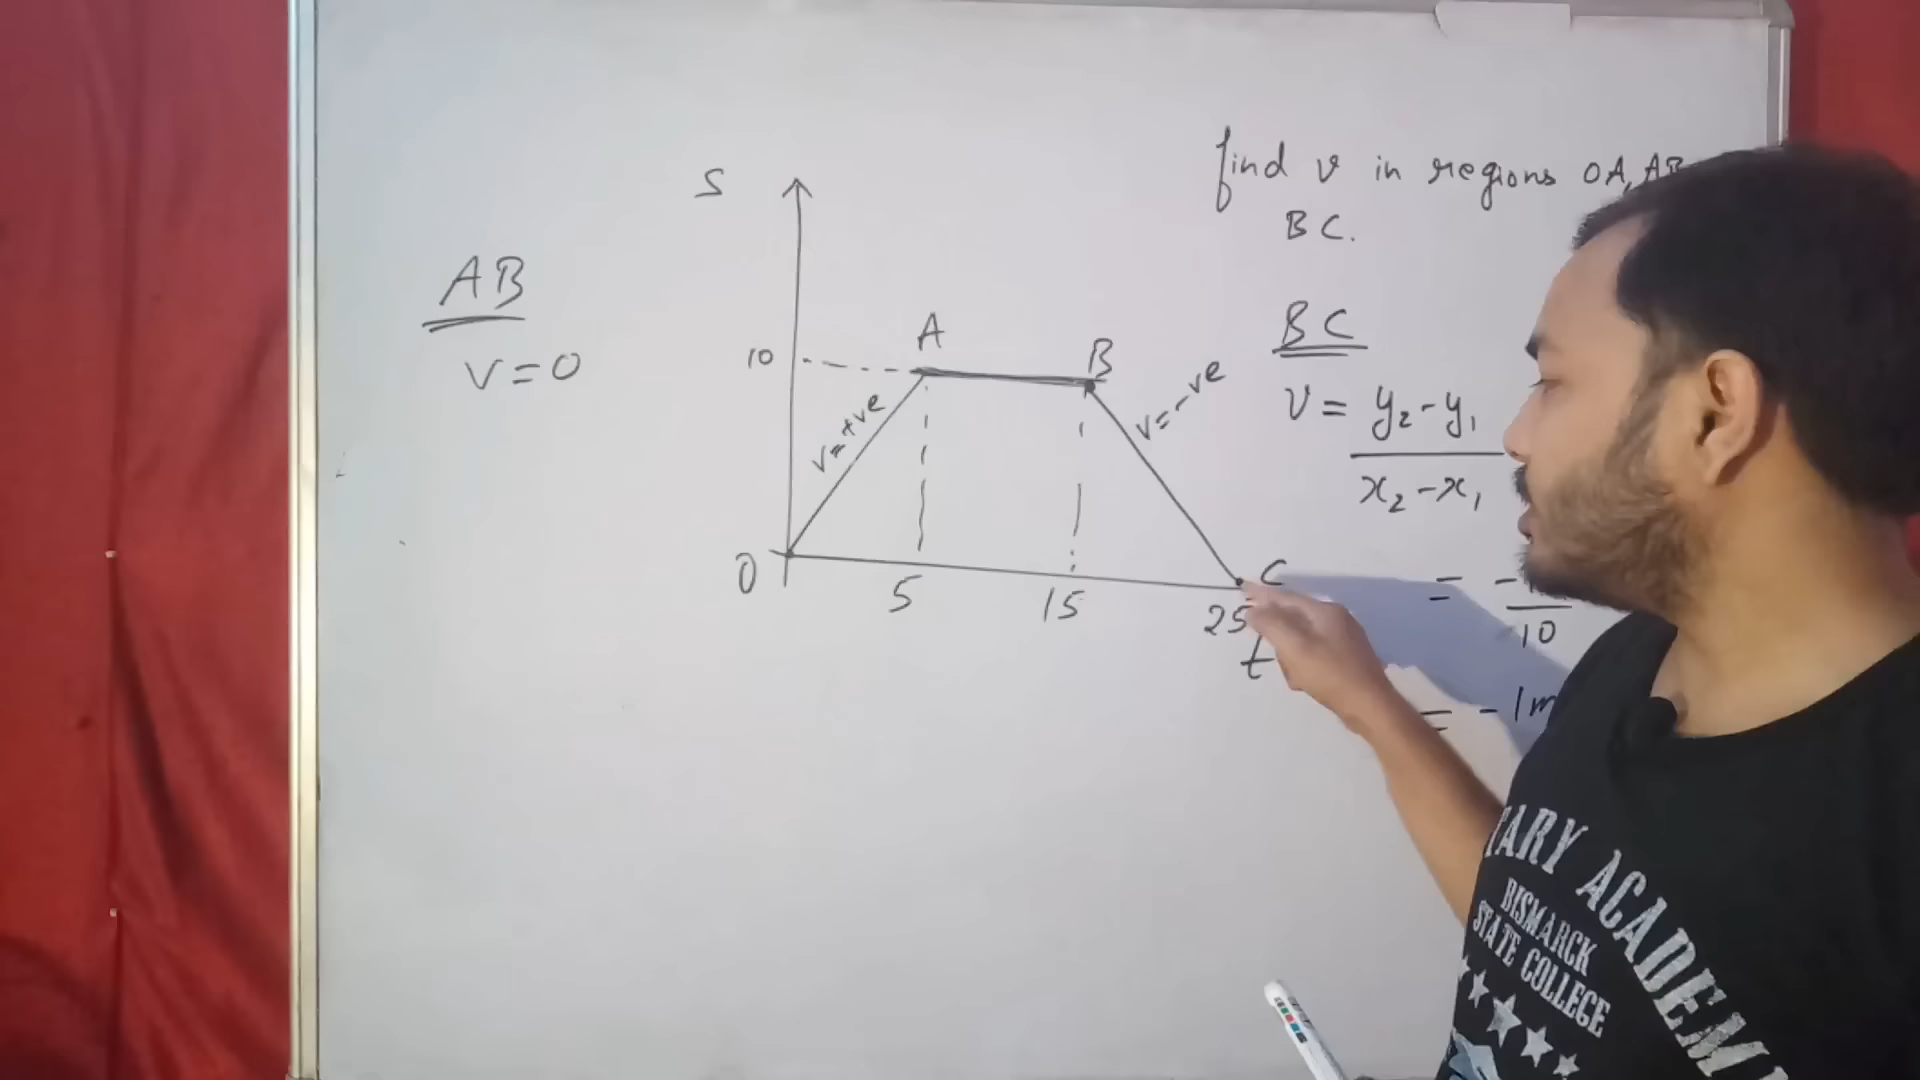 find v in regions OA, AB
BC.
S
AB
v=0
10
A
B
v=+ve
v=-ve
BC
v = y₂-y₁
x₂-x₁
O
5
15
25
C
t
=
10
= -1m
TARY ACADEM
BISMARCK
STATE COLLEGE